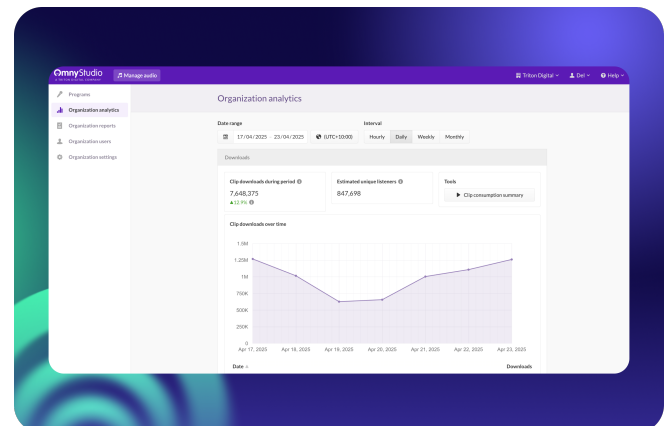 OmnyStudio
A TRITON DIGITAL COMPANY
Manage audio
Triton Digital
Del
Help
Programs
Organization analytics
Organization reports
Organization users
Organization settings
Organization analytics
Date range
Interval
17/04/2025 - 23/04/2025
(UTC+10:00)
Hourly
Daily
Weekly
Monthly
Downloads
Clip downloads during period
7,648,375
12.9%
Estimated unique listeners
847,698
Tools
Clip consumption summary
Clip downloads over time
1.5M
1.25M
1M
750K
500K
250K
0
Apr 17, 2025
Apr 18, 2025
Apr 19, 2025
Apr 20, 2025
Apr 21, 2025
Apr 22, 2025
Apr 23, 2025
Date
Downloads